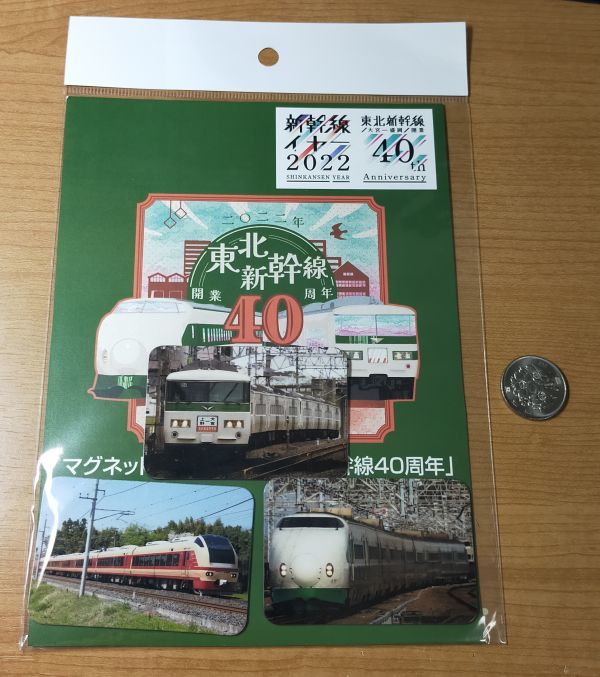 新幹線
イヤー
2022
SHINKANSEN YEAR
東北新幹線
大宮―盛岡 開業
40th
Anniversary
二〇二二年
東北
新幹線
開業 周年
40
「マグネット
幹線40周年」